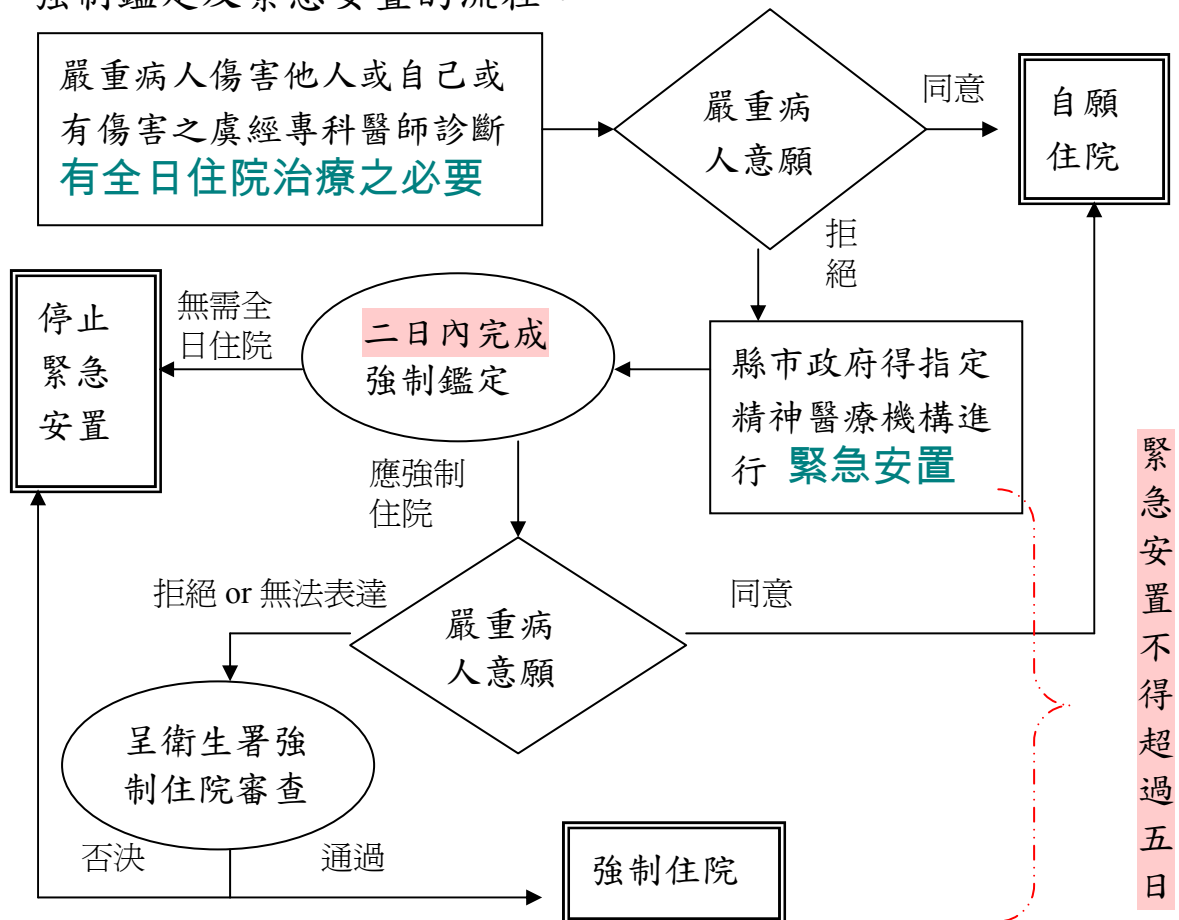 強制鑑定及緊急安置的流程：
嚴重病人傷害他人或自己或
有傷害之虞經專科醫師診斷
有全日住院治療之必要
嚴重病
人意願
同意
自願
住院
拒
絕
停止
緊急
安置
無需全
日住院
二日內完成
強制鑑定
縣市政府得指定
精神醫療機構進
行 緊急安置
應強制
住院
拒絕 or 無法表達
嚴重病
人意願
同意
呈衛生署強
制住院審查
否決
通過
強制住院
緊急安置不得超過五日